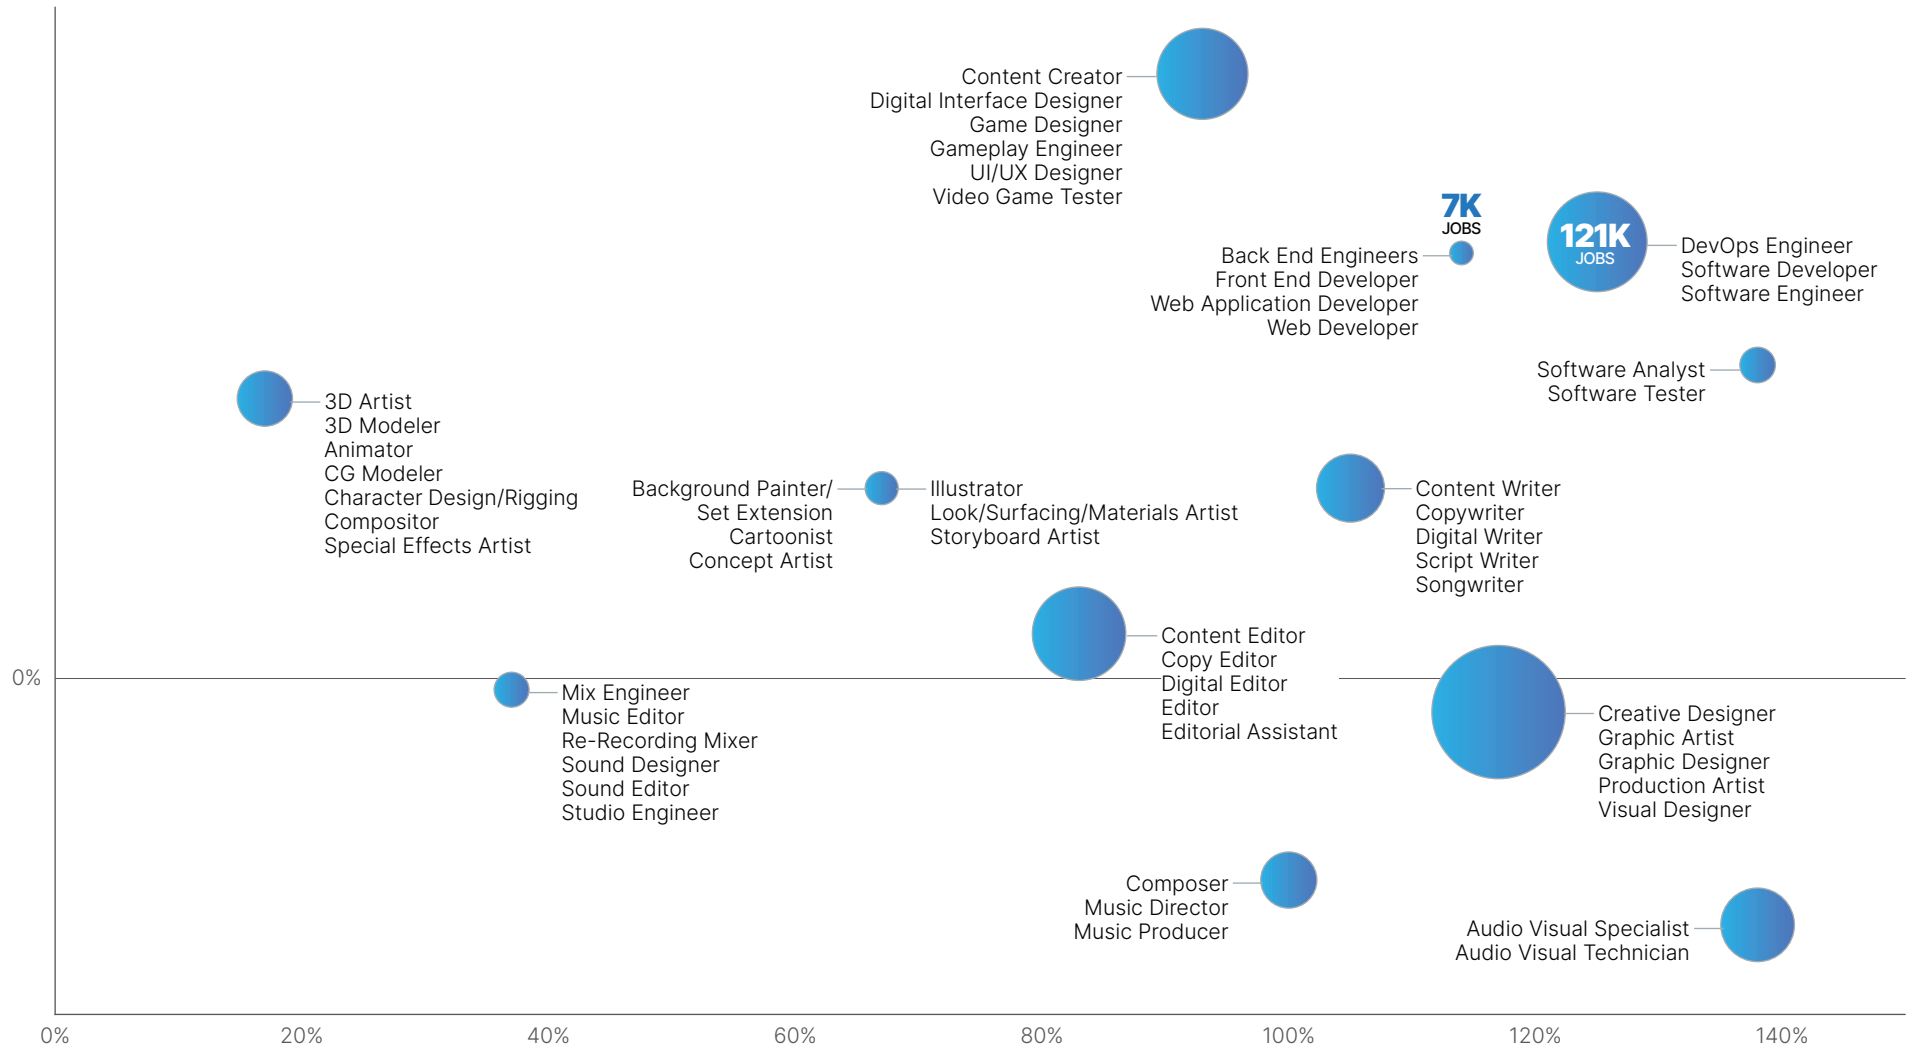 Content Creator
Digital Interface Designer
Game Designer
Gameplay Engineer
UI/UX Designer
Video Game Tester
7K
JOBS
Back End Engineers
Front End Developer
Web Application Developer
Web Developer
121K
JOBS
DevOps Engineer
Software Developer
Software Engineer
Software Analyst
Software Tester
3D Artist
3D Modeler
Animator
CG Modeler
Character Design/Rigging
Compositor
Special Effects Artist
Background Painter/
Set Extension
Cartoonist
Concept Artist
Illustrator
Look/Surfacing/Materials Artist
Storyboard Artist
Content Writer
Copywriter
Digital Writer
Script Writer
Songwriter
Content Editor
Copy Editor
Digital Editor
Editor
Editorial Assistant
0%
Mix Engineer
Music Editor
Re-Recording Mixer
Sound Designer
Sound Editor
Studio Engineer
Creative Designer
Graphic Artist
Graphic Designer
Production Artist
Visual Designer
Composer
Music Director
Music Producer
Audio Visual Specialist
Audio Visual Technician
0%
20%
40%
60%
80%
100%
120%
140%